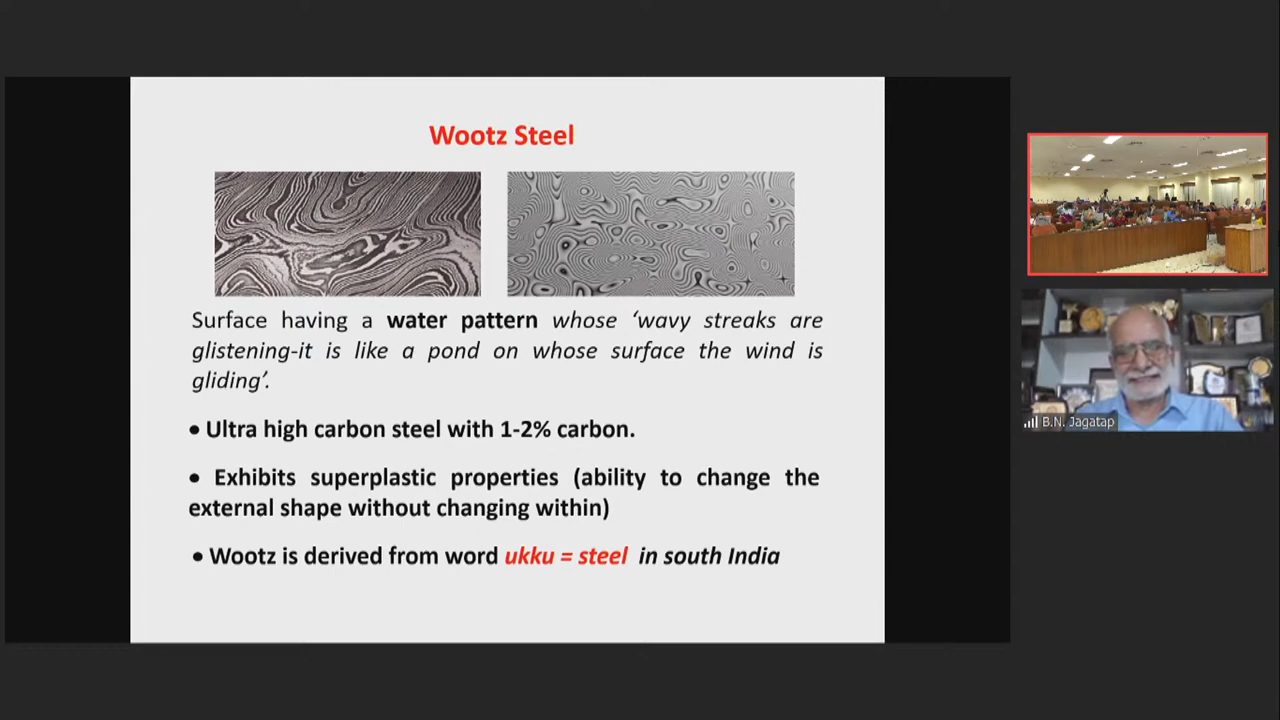 Wootz Steel
Surface having a water pattern whose ‘wavy streaks are
glistening-it is like a pond on whose surface the wind is
gliding’.
• Ultra high carbon steel with 1-2% carbon.
• Exhibits superplastic properties (ability to change the
external shape without changing within)
• Wootz is derived from word ukku = steel in south India
B.N. Jagatap